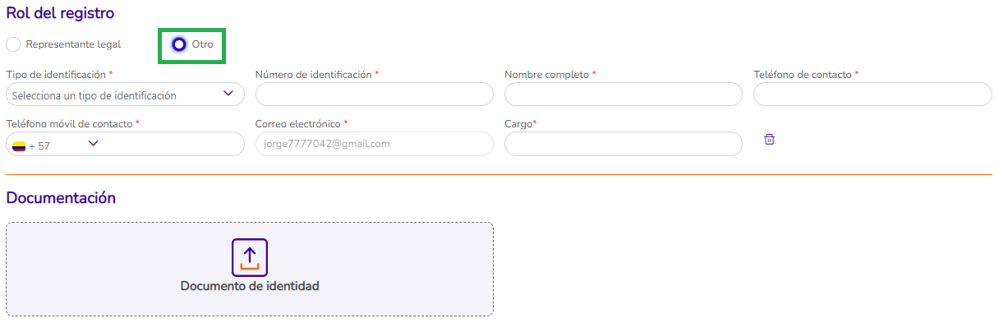 Rol del registro
Representante legal Otro
Tipo de identificación * Número de identificación * Nombre completo * Teléfono de contacto *
Selecciona un tipo de identificación
Teléfono móvil de contacto * Correo electrónico * Cargo*
+ 57 jorge7777042@gmail.com
Documentación
Documento de identidad